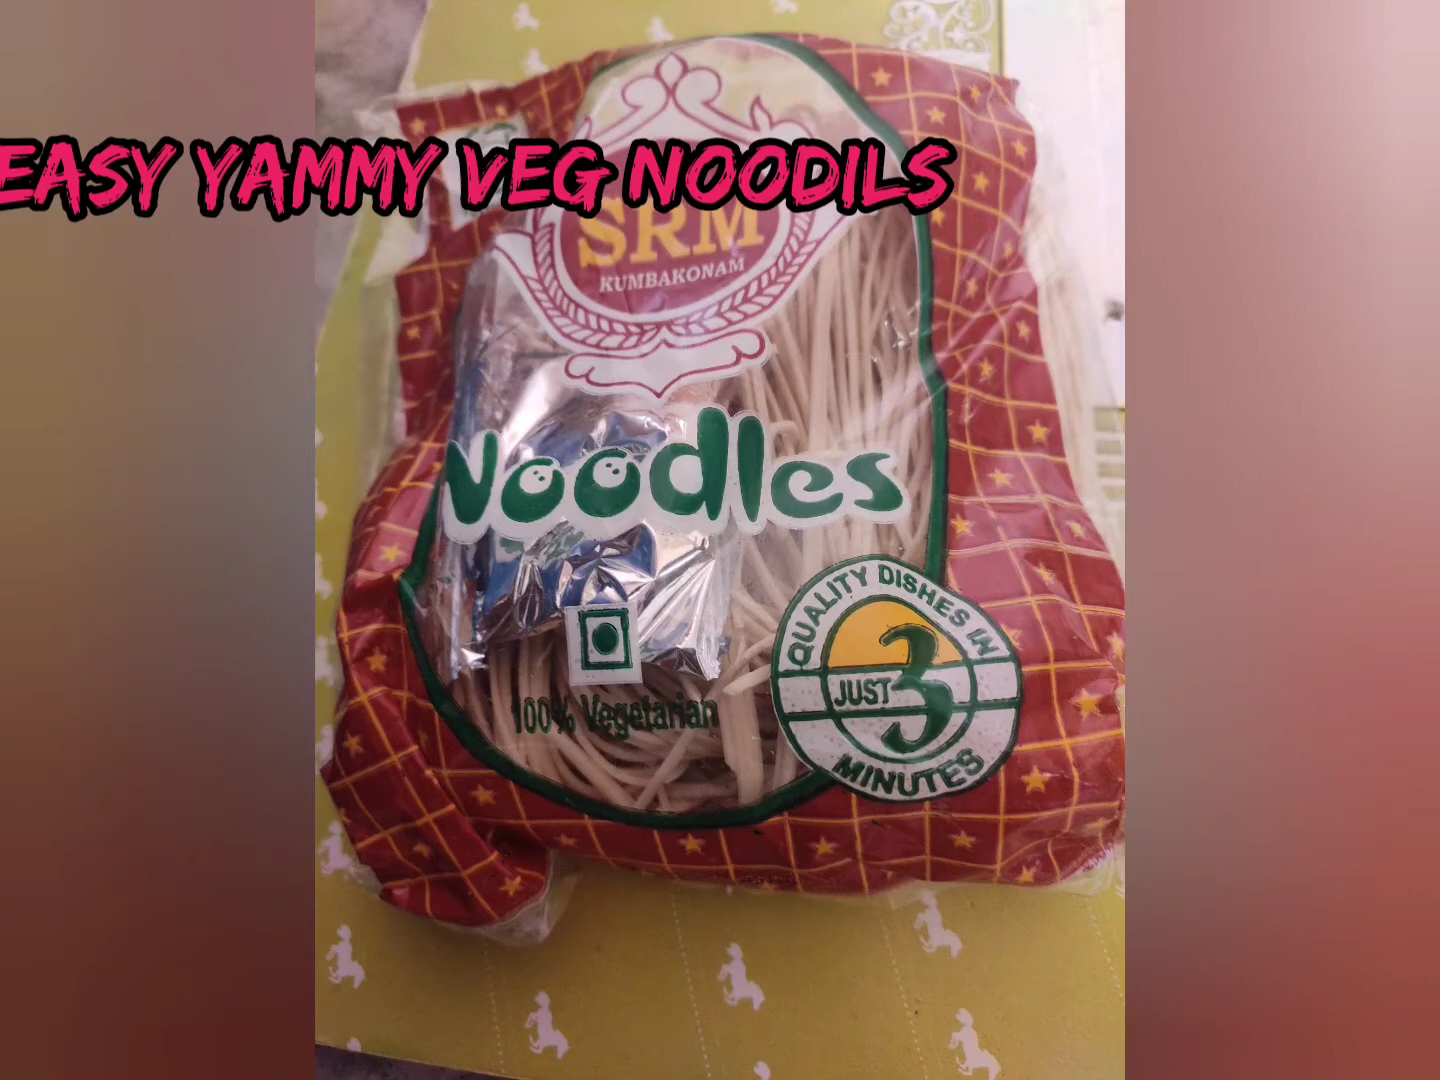 EASY YAMMY VEG NOODILS
SRM
KUMBAKONAM
Noodles
QUALITY DISHES IN
JUST 3
MINUTES
100% Vegetarian